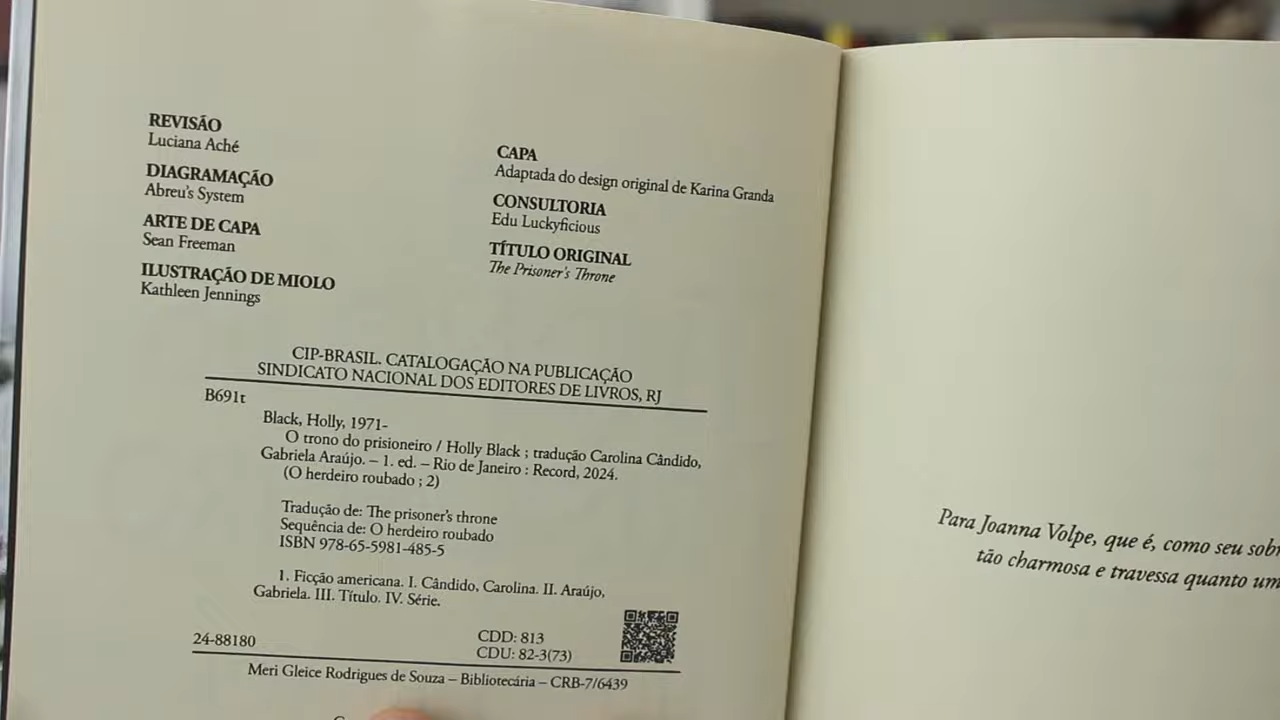 REVISÃO
Luciana Aché
DIAGRAMAÇÃO
Abreu's System
ARTE DE CAPA
Sean Freeman
ILUSTRAÇÃO DE MIOLO
Kathleen Jennings
CAPA
Adaptada do design original de Karina Granda
CONSULTORIA
Edu Luckyficious
TÍTULO ORIGINAL
The Prisoner's Throne
CIP-BRASIL. CATALOGAÇÃO NA PUBLICAÇÃO
SINDICATO NACIONAL DOS EDITORES DE LIVROS, RJ
B691t
Black, Holly, 1971-
O trono do prisioneiro / Holly Black ; tradução Carolina Cândido,
Gabriela Araújo. – 1. ed. – Rio de Janeiro : Record, 2024.
(O herdeiro roubado ; 2)
Tradução de: The prisoner's throne
Sequência de: O herdeiro roubado
ISBN 978-65-5981-485-5
1. Ficção americana. I. Cândido, Carolina. II. Araújo,
Gabriela. III. Título. IV. Série.
24-88180
CDD: 813
CDU: 82-3(73)
Meri Gleice Rodrigues de Souza – Bibliotecária – CRB-7/6439
Para Joanna Volpe, que é, como seu
tão charmosa e travessa quanto